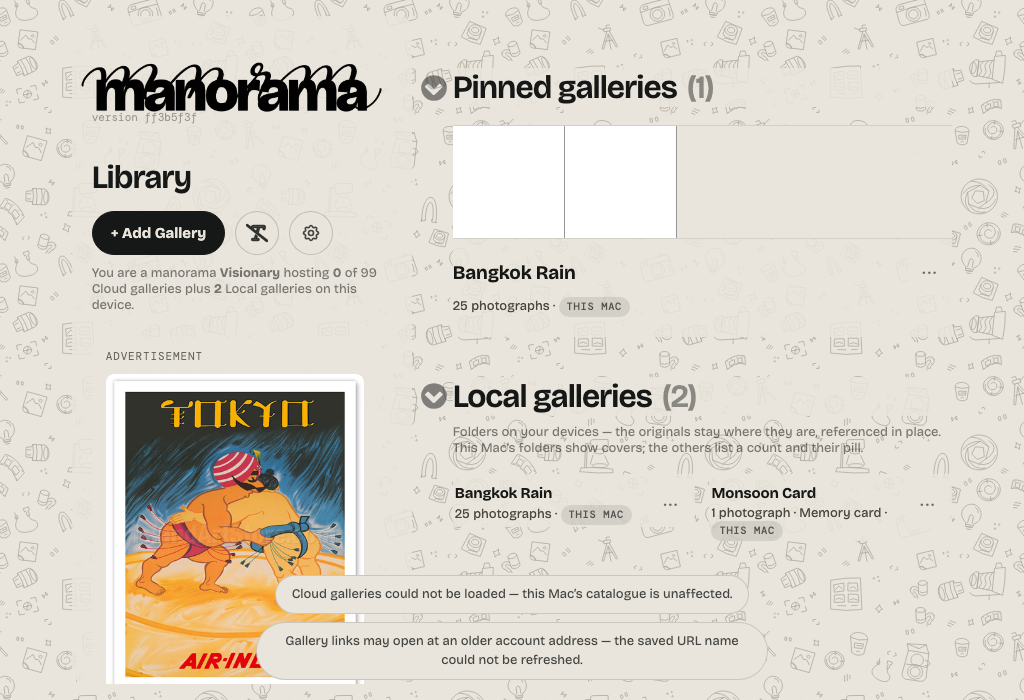 manorama
version ff3b5f3f
Library
+ Add Gallery
You are a manorama Visionary hosting 0 of 99
Cloud galleries plus 2 Local galleries on this
device.
ADVERTISEMENT
TOKYO
Pinned galleries (1)
Bangkok Rain
...
25 photographs · THIS MAC
Local galleries (2)
Folders on your devices — the originals stay where they are, referenced in place.
This Mac's folders show covers; the others list a count and their pill.
Bangkok Rain
25 photographs · THIS MAC
...
Monsoon Card
1 photograph · Memory card ·
THIS MAC
...
Cloud galleries could not be loaded — this Mac's catalogue is unaffected.
Gallery links may open at an older account address — the saved URL name
could not be refreshed.